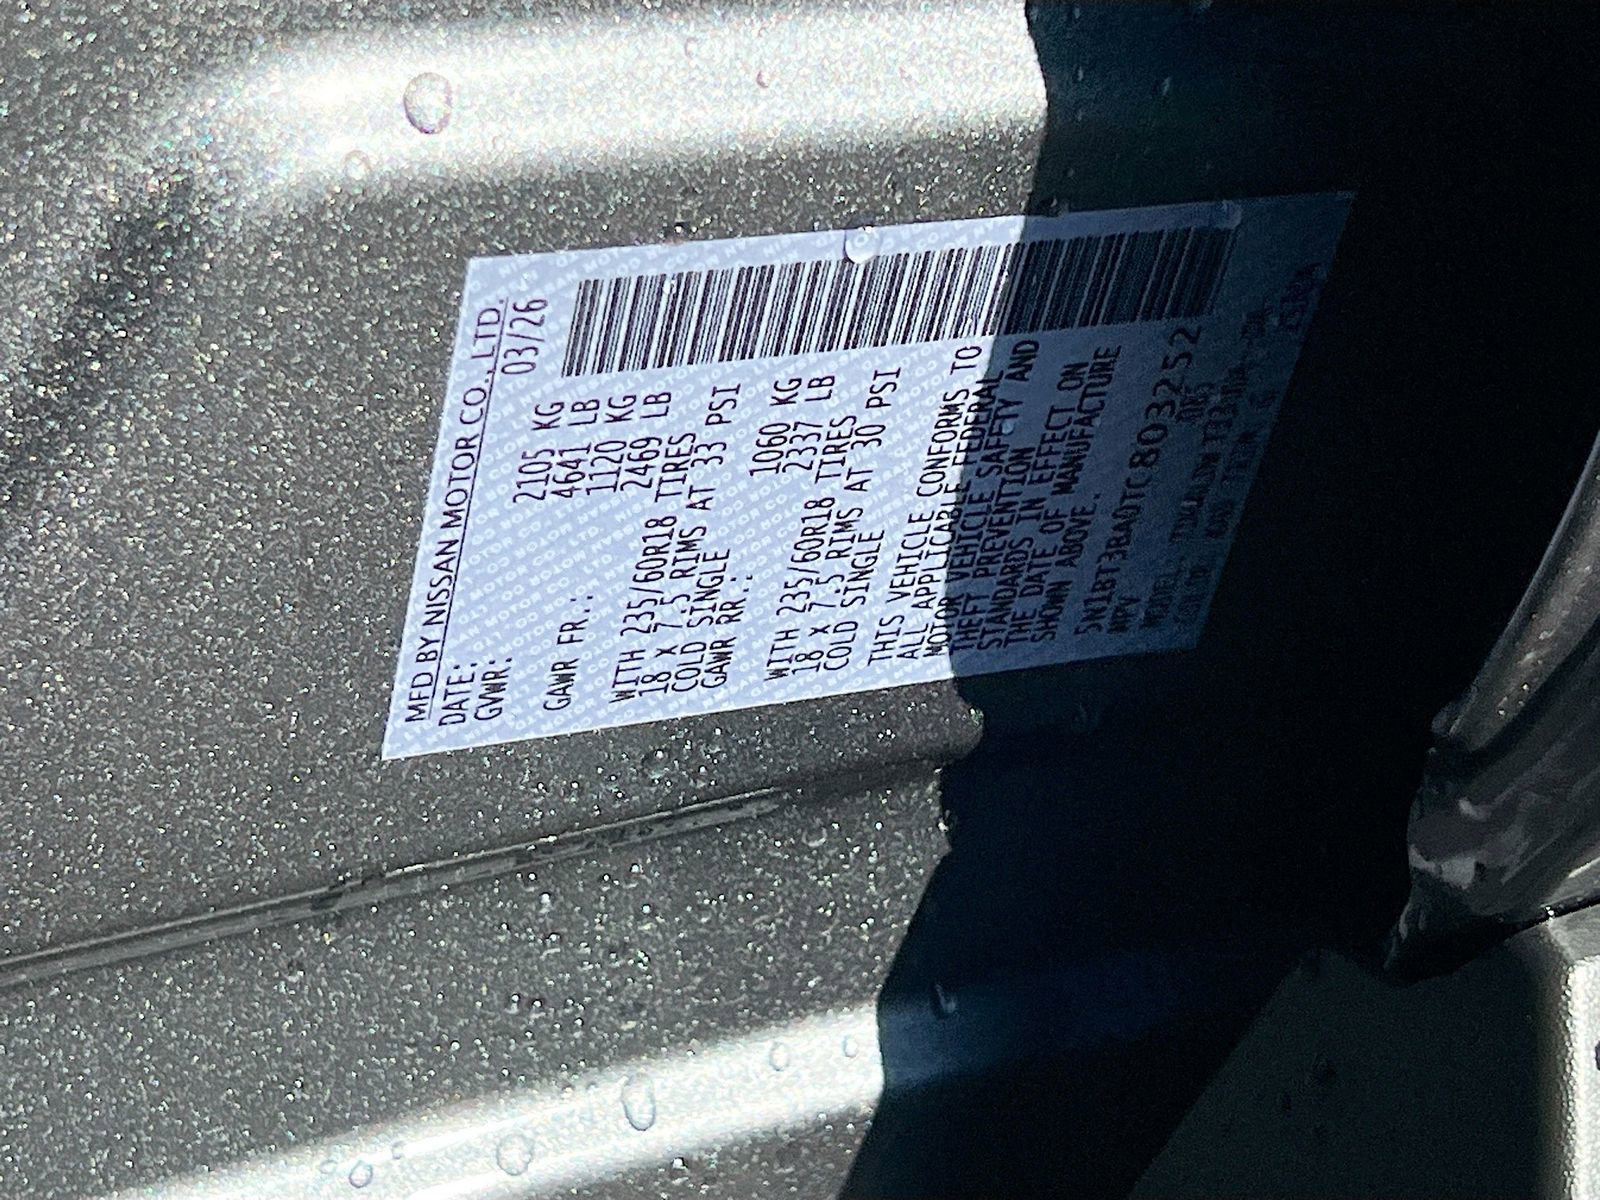 MFD BY NISSAN MOTOR CO., LTD.
DATE: 03/26
GVWR: 2105 KG
4641 LB
GAWR FR.: 1120 KG
2469 LB
WITH 235/60R18 TIRES
18 X 7.5 RIMS AT 33 PSI
COLD SINGLE
GAWR RR.: 1060 KG
2337 LB
WITH 235/60R18 TIRES
18 X 7.5 RIMS AT 30 PSI
COLD SINGLE
THIS VEHICLE CONFORMS TO
ALL APPLICABLE FEDERAL
MOTOR VEHICLE SAFETY AND
THEFT PREVENTION
STANDARDS IN EFFECT ON
THE DATE OF MANUFACTURE
SHOWN ABOVE.
5N1BT3BA0TC803252
MPV
MODEL:
COLOR TRIM G